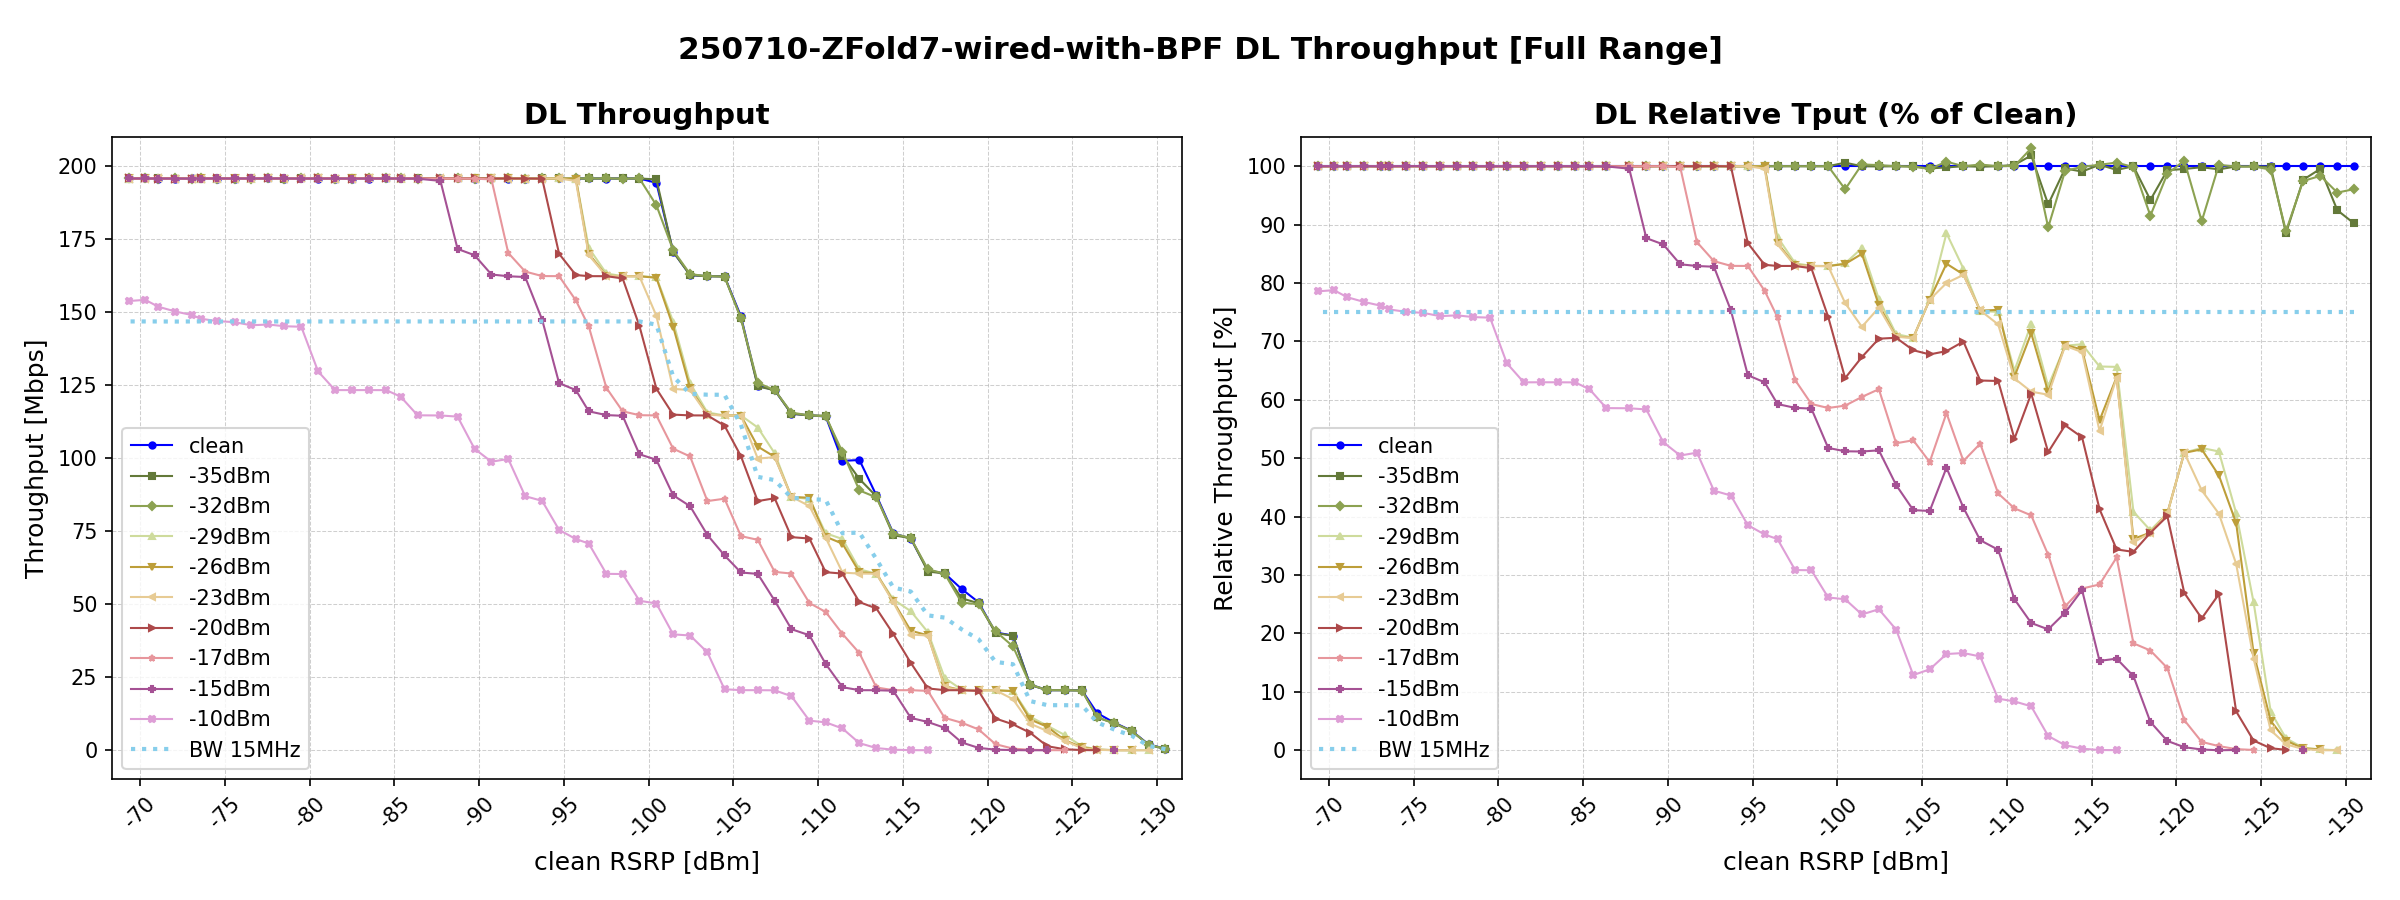 250710-ZFold7-wired-with-BPF DL Throughput [Full Range]
DL Throughput
Throughput [Mbps]
200
175
150
125
100
75
50
25
0
clean
-35dBm
-32dBm
-29dBm
-26dBm
-23dBm
-20dBm
-17dBm
-15dBm
-10dBm
BW 15MHz
-70 -75 -80 -85 -90 -95 -100 -105 -110 -115 -120 -125 -130
clean RSRP [dBm]
DL Relative Tput (% of Clean)
Relative Throughput [%]
100
90
80
70
60
50
40
30
20
10
0
clean
-35dBm
-32dBm
-29dBm
-26dBm
-23dBm
-20dBm
-17dBm
-15dBm
-10dBm
BW 15MHz
-70 -75 -80 -85 -90 -95 -100 -105 -110 -115 -120 -125 -130
clean RSRP [dBm]